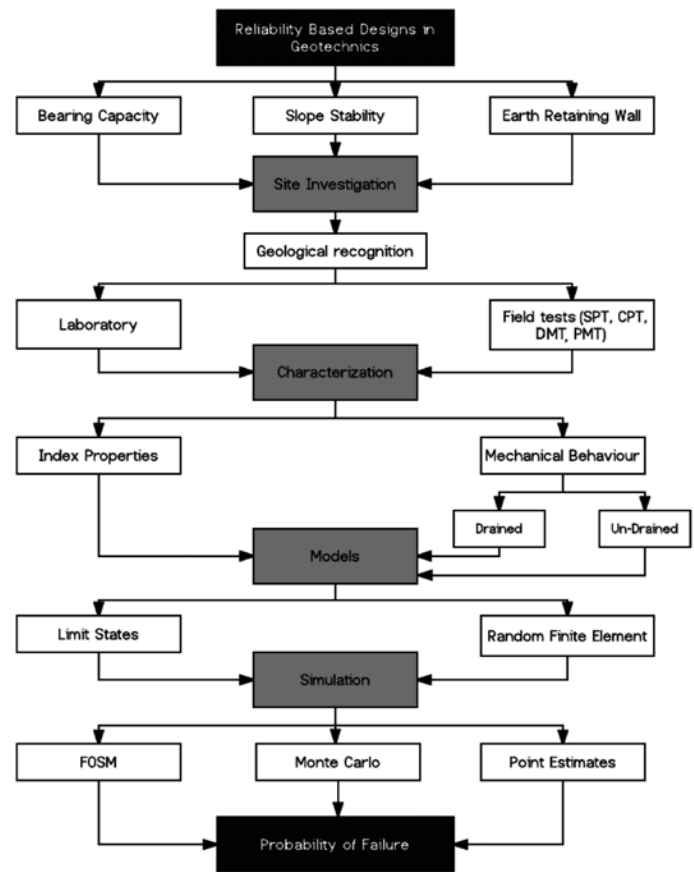 Reliability Based Designs in
Geotechnics
Bearing Capacity
Slope Stability
Earth Retaining Wall
Site Investigation
Geological recognition
Laboratory
Field tests (SPT, CPT,
DMT, PMT)
Characterization
Index Properties
Mechanical Behaviour
Drained
Un-Drained
Models
Limit States
Random Finite Element
Simulation
FOSM
Monte Carlo
Point Estimates
Probability of Failure